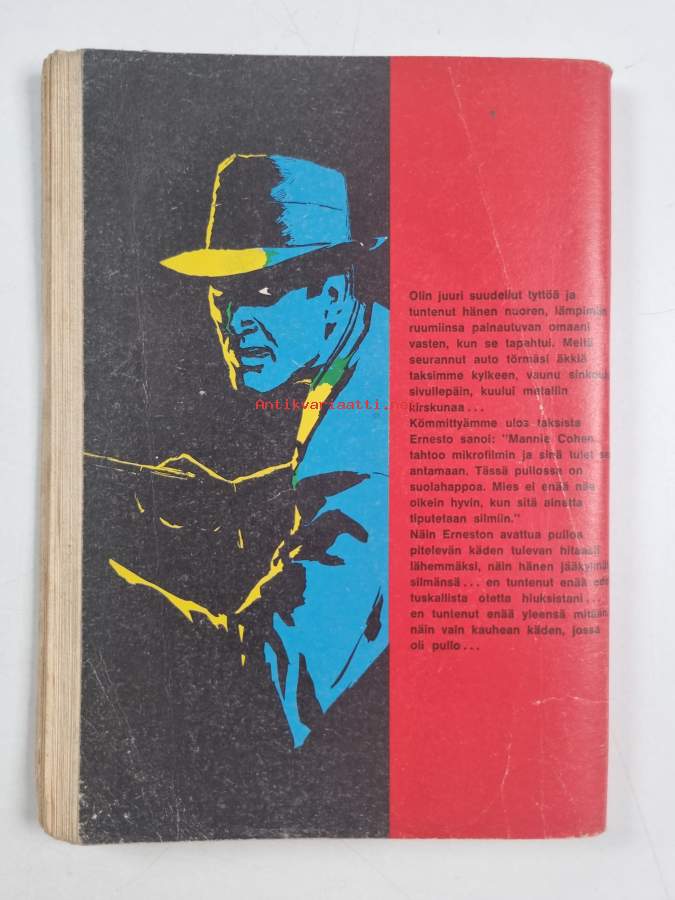 Olin juuri suudellut tyttöä ja
tuntenut hänen nuoren, lämpimän
ruumiinsa painautuvan omaani
vasten, kun se tapahtui. Meitä
seurannut auto törmäsi äkkiä
taksimme kylkeen, vaunu sinkoutui
sivullepäin, kuului metallin
kirskunaa...
Antikvariaatti.net
Kömmittyämme ulos taksista
Ernesto sanoi: "Mannie Cohen
tahtoo mikrofilmin ja sinä tulet se
antamaan. Tässä pullossa on
suolahappoa. Mies ei enää näe
oikein hyvin, kun sitä ainetta
tiputetaan silmiin."
Näin Erneston avattua pulloa
pitelevän käden tulevan hitaasti
lähemmäksi, näin hänen jääkylmät
silmänsä... en tuntenut enää edes
tuskallista otetta hiuksistani...
en tuntenut enää yleensä mitään,
näin vain kauhean käden, jossa
oli pullo...